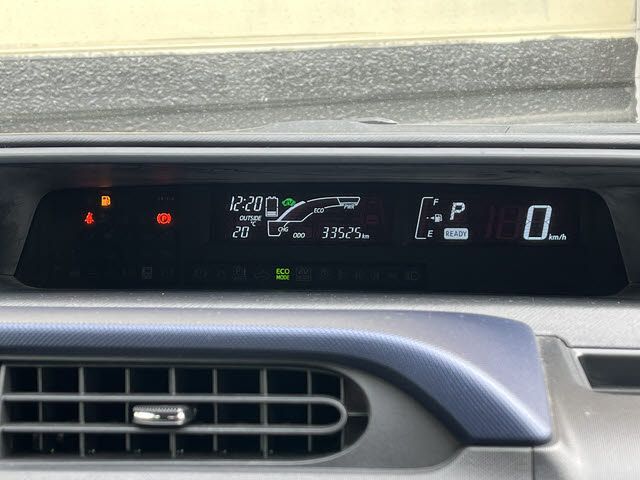 12:20
OUTSIDE
°C
20
CHG
ECO
PWR
ODO 33525 km
ECO
MODE
F
E
P
READY
0 km/h